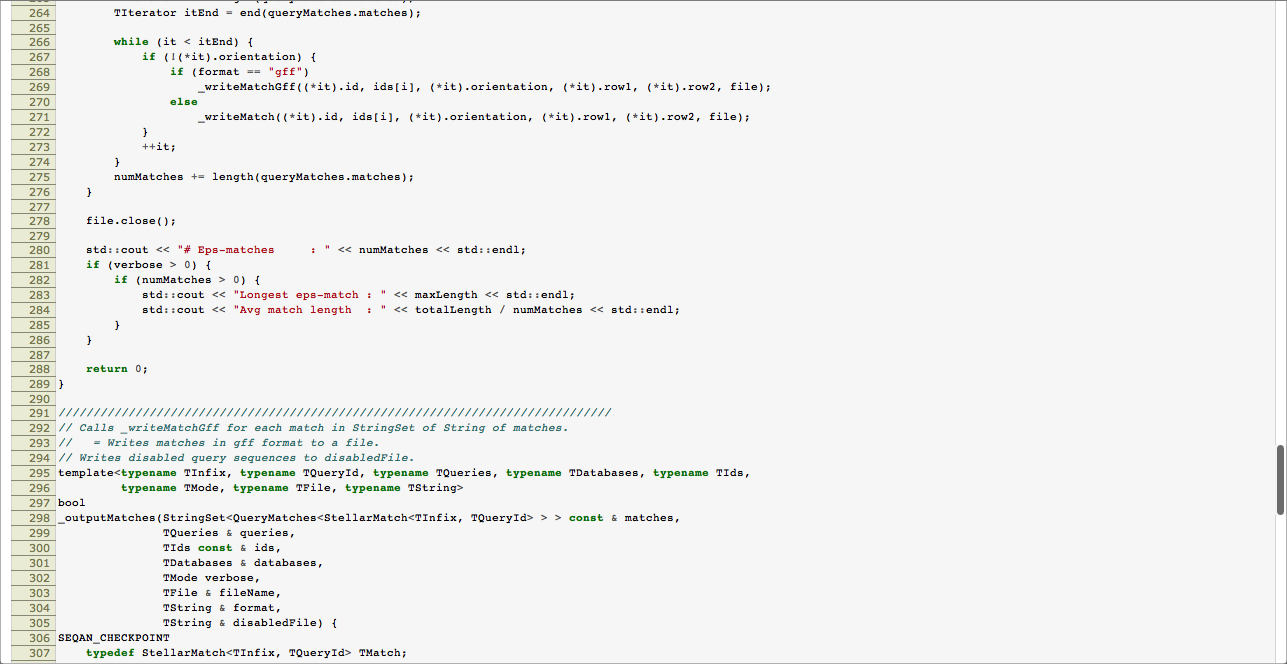 264         TIterator itEnd = end(queryMatches.matches);
265
266         while (it < itEnd) {
267             if (!(*it).orientation) {
268                 if (format == "gff")
269                     _writeMatchGff((*it).id, ids[i], (*it).orientation, (*it).row1, (*it).row2, file);
270                 else
271                     _writeMatch((*it).id, ids[i], (*it).orientation, (*it).row1, (*it).row2, file);
272             }
273             ++it;
274         }
275         numMatches += length(queryMatches.matches);
276     }
277
278     file.close();
279
280     std::cout << "# Eps-matches     : " << numMatches << std::endl;
281     if (verbose > 0) {
282         if (numMatches > 0) {
283             std::cout << "Longest eps-match : " << maxLength << std::endl;
284             std::cout << "Avg match length  : " << totalLength / numMatches << std::endl;
285         }
286     }
287
288     return 0;
289 }
290
291 ///////////////////////////////////////////////////////////////////////////////
292 // Calls _writeMatchGff for each match in StringSet of String of matches.
293 //   = Writes matches in gff format to a file.
294 // Writes disabled query sequences to disabledFile.
295 template<typename TInfix, typename TQueryId, typename TQueries, typename TDatabases, typename TIds,
296          typename TMode, typename TFile, typename TString>
297 bool
298 _outputMatches(StringSet<QueryMatches<StellarMatch<TInfix, TQueryId> > > const & matches,
299                TQueries & queries,
300                TIds const & ids,
301                TDatabases & databases,
302                TMode verbose,
303                TFile & fileName,
304                TString & format,
305                TString & disabledFile) {
306 SEQAN_CHECKPOINT
307     typedef StellarMatch<TInfix, TQueryId> TMatch;